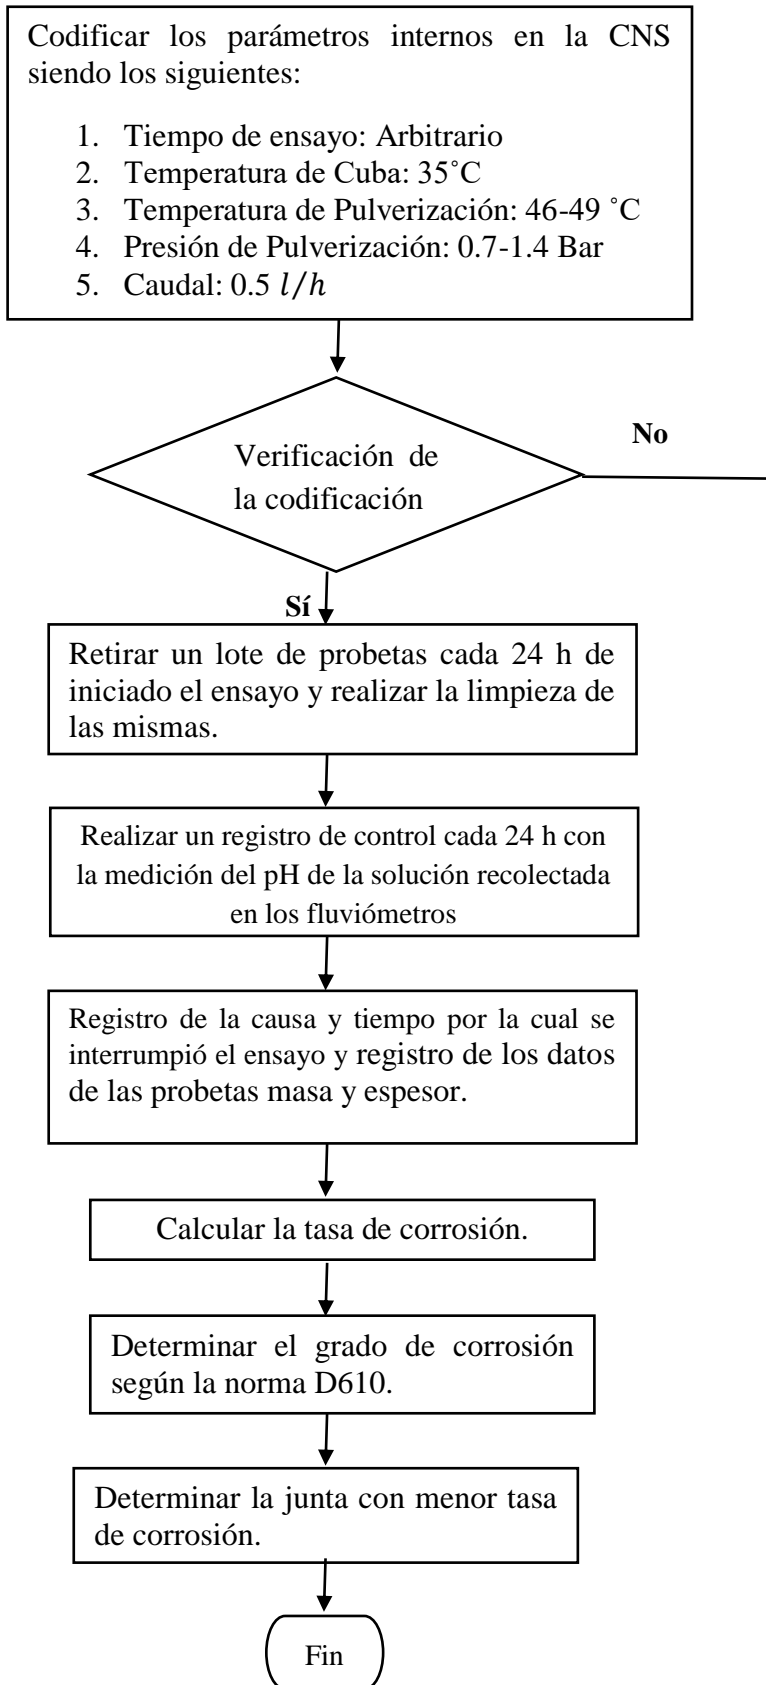 Codificar los parámetros internos en la CNS
siendo los siguientes:
1. Tiempo de ensayo: Arbitrario
2. Temperatura de Cuba: 35˚C
3. Temperatura de Pulverización: 46-49 ˚C
4. Presión de Pulverización: 0.7-1.4 Bar
5. Caudal: 0.5 l/h
No
Verificación de
la codificación
Sí
Retirar un lote de probetas cada 24 h de
iniciado el ensayo y realizar la limpieza de
las mismas.
Realizar un registro de control cada 24 h con
la medición del pH de la solución recolectada
en los fluviómetros
Registro de la causa y tiempo por la cual se
interrumpió el ensayo y registro de los datos
de las probetas masa y espesor.
Calcular la tasa de corrosión.
Determinar el grado de corrosión
según la norma D610.
Determinar la junta con menor tasa
de corrosión.
Fin